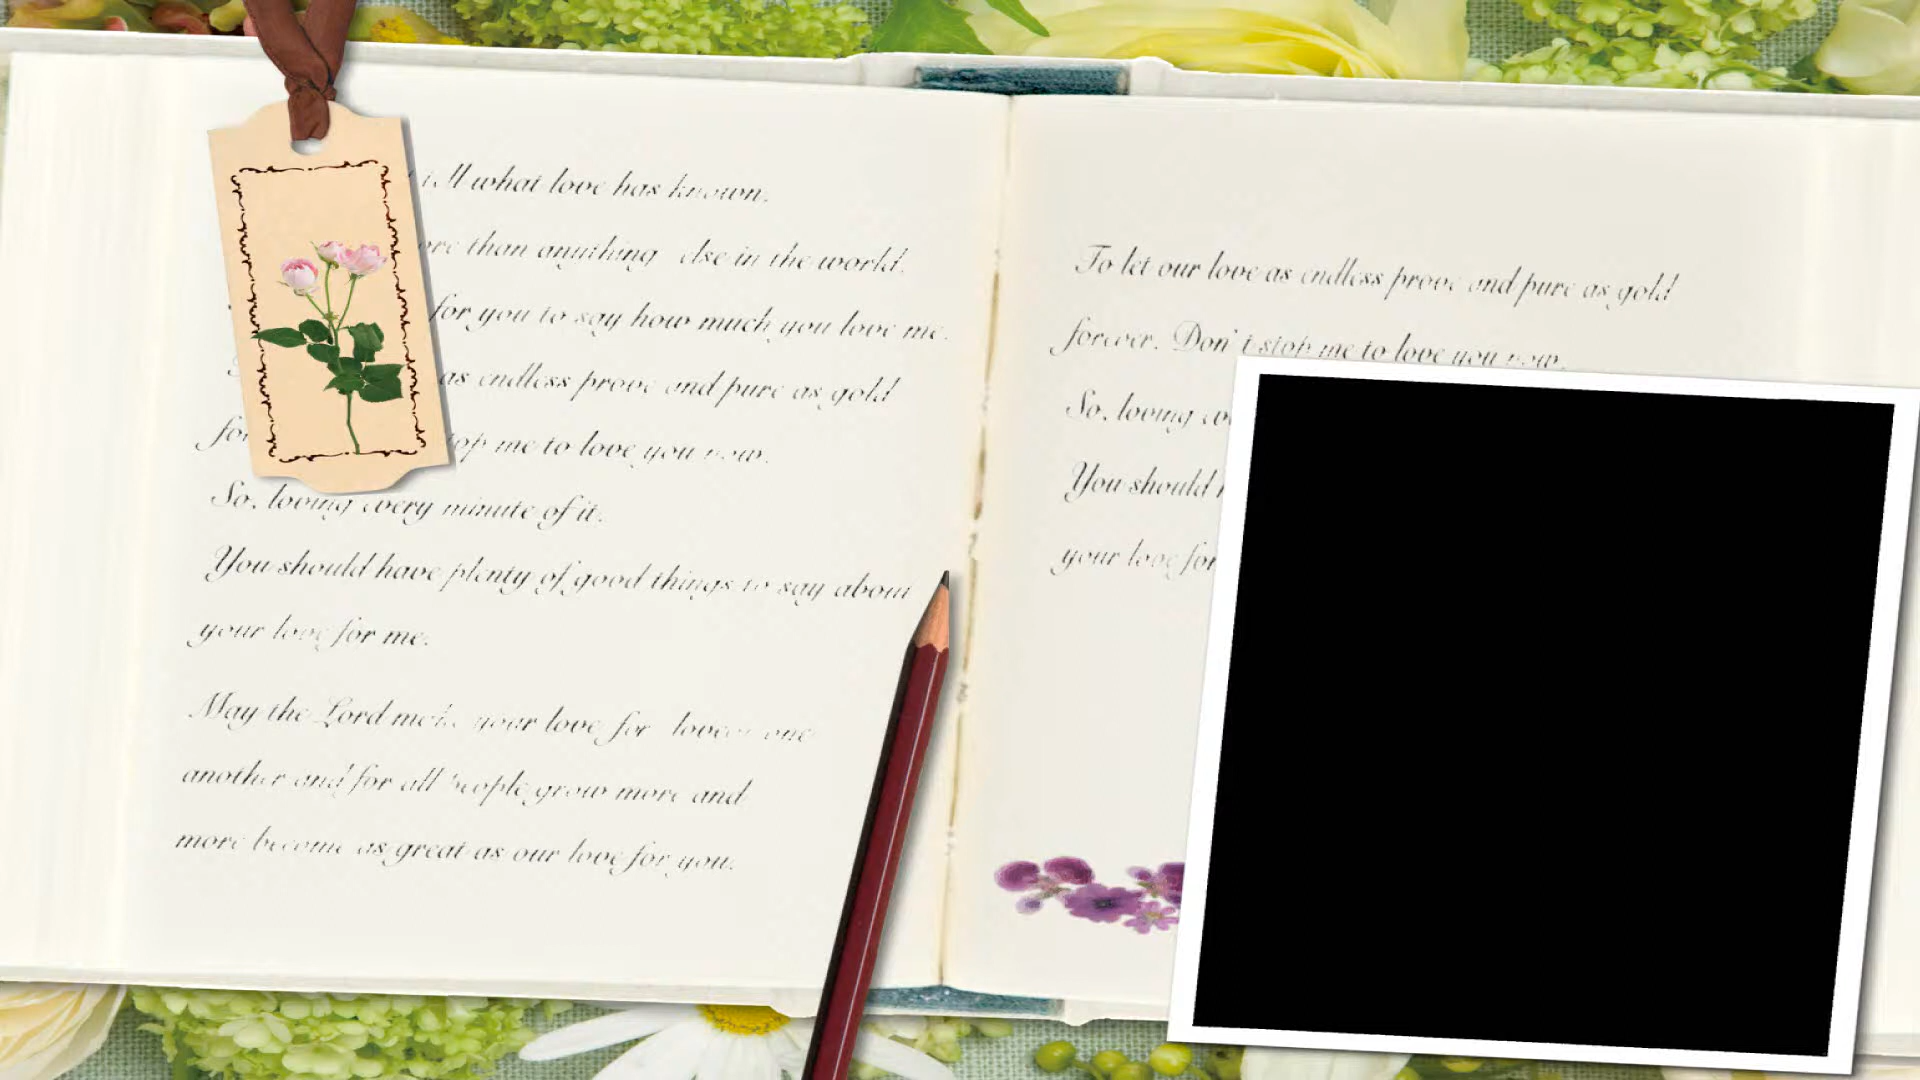 what love has known.
than anything else in the world.
for you to say how much you love me.
as endless prove and pure as gold
me to love you now.
So, loving every minute of it.
You should have plenty of good things to say about
your love for me.
May the Lord make your love for love one
another and for all people grow more and
more become as great as our love for you.
To let our love as endless prove and pure as gold
forever. Don't stop me to love you now.
So, loving
You should
your love for